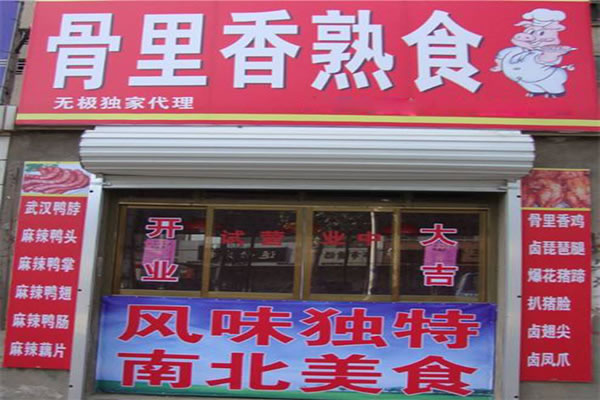 骨里香熟食
无极独家代理
武汉鸭脖
麻辣鸭头
麻辣鸭掌
麻辣鸭翅
麻辣鸭肠
麻辣藕片
开业
试营业中
大吉
风味独特
南北美食
骨里香鸡
卤琵琶腿
爆花猪蹄
扒猪脸
卤翅尖
卤凤爪